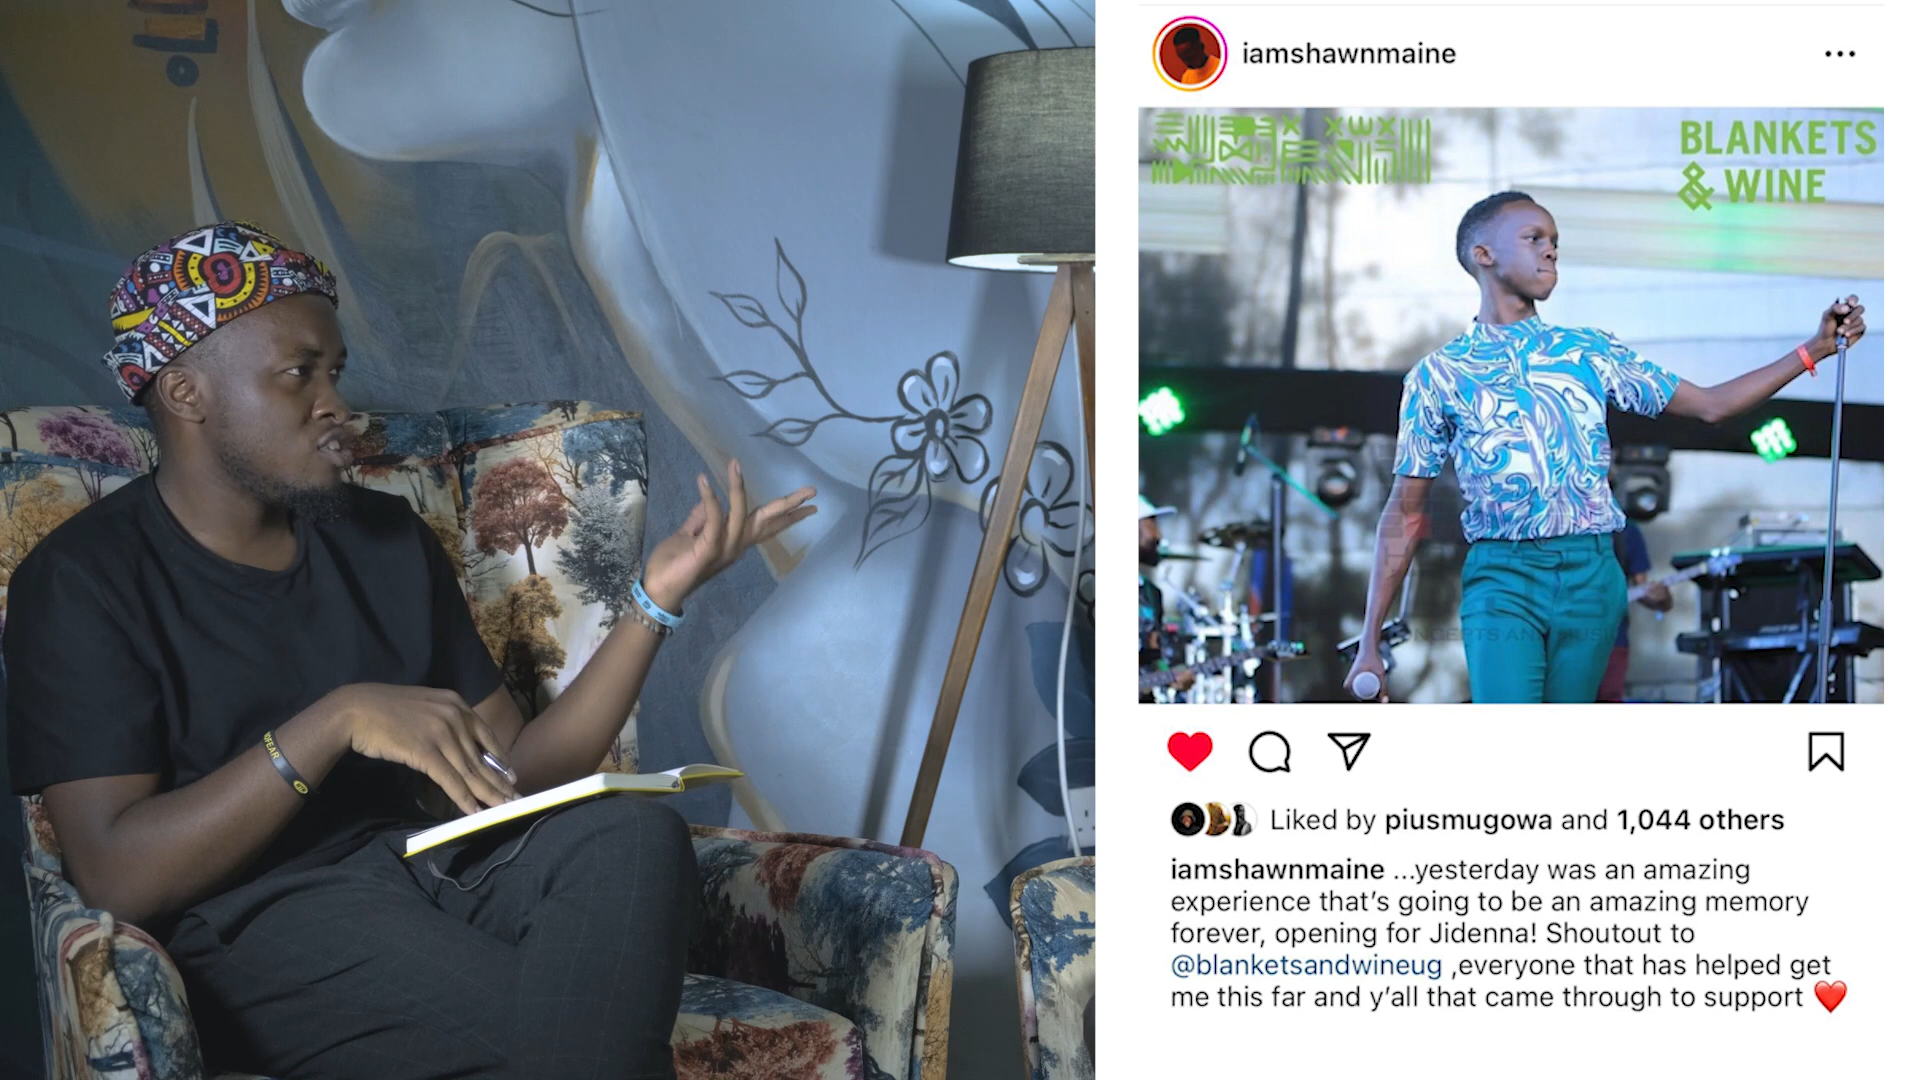 iamshawnmaine
BLANKETS
& WINE
NOFEAR
Liked by piusmugowa and 1,044 others
iamshawnmaine ...yesterday was an amazing
experience that’s going to be an amazing memory
forever, opening for Jidenna! Shoutout to
@blanketsandwineug ,everyone that has helped get
me this far and y’all that came through to support ❤️